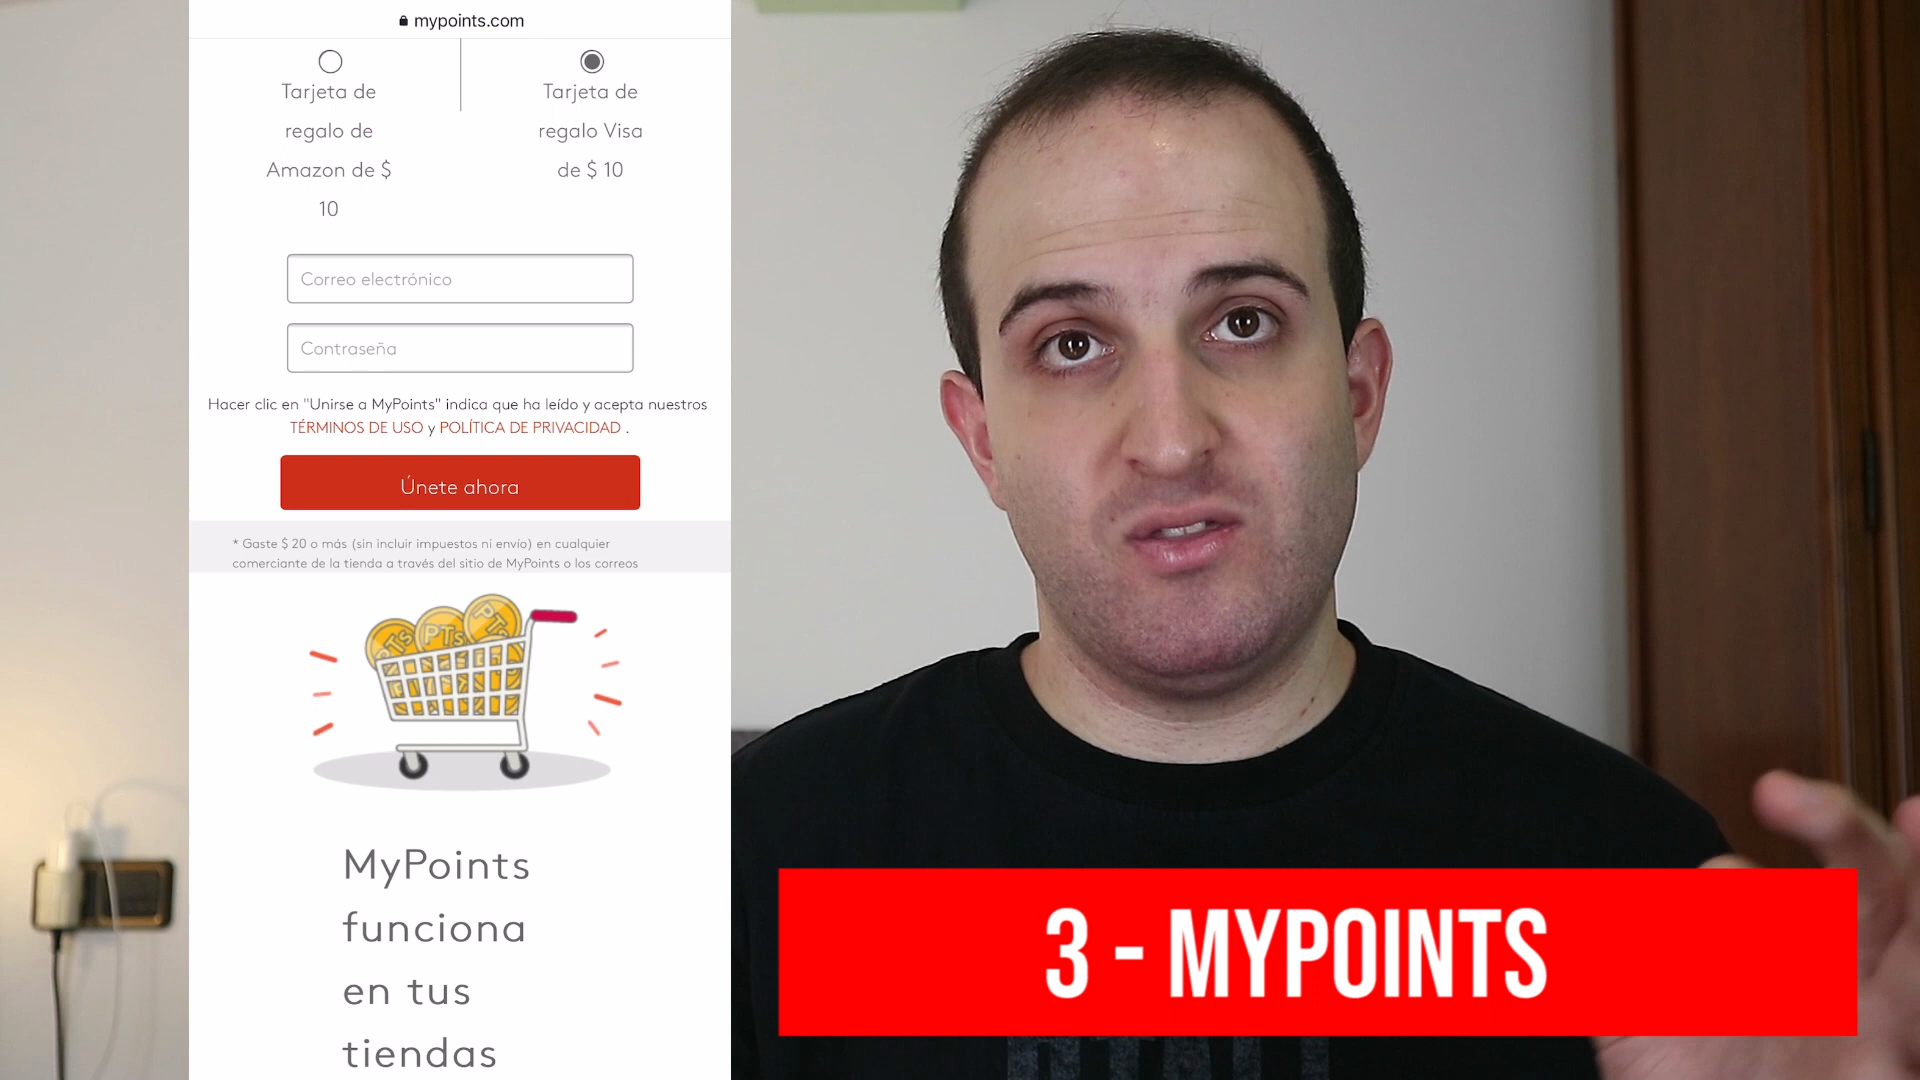 mypoints.com
Tarjeta de
regalo de
Amazon de $
10
Tarjeta de
regalo Visa
de $ 10
Correo electrónico
Contraseña
Hacer clic en "Unirse a MyPoints" indica que ha leído y acepta nuestros
TÉRMINOS DE USO y POLÍTICA DE PRIVACIDAD .
Únete ahora
* Gaste $ 20 o más (sin incluir impuestos ni envío) en cualquier
comerciante de la tienda a través del sitio de MyPoints o los correos
PTs PTs PTs
MyPoints
funciona
en tus
tiendas
3 - MYPOINTS